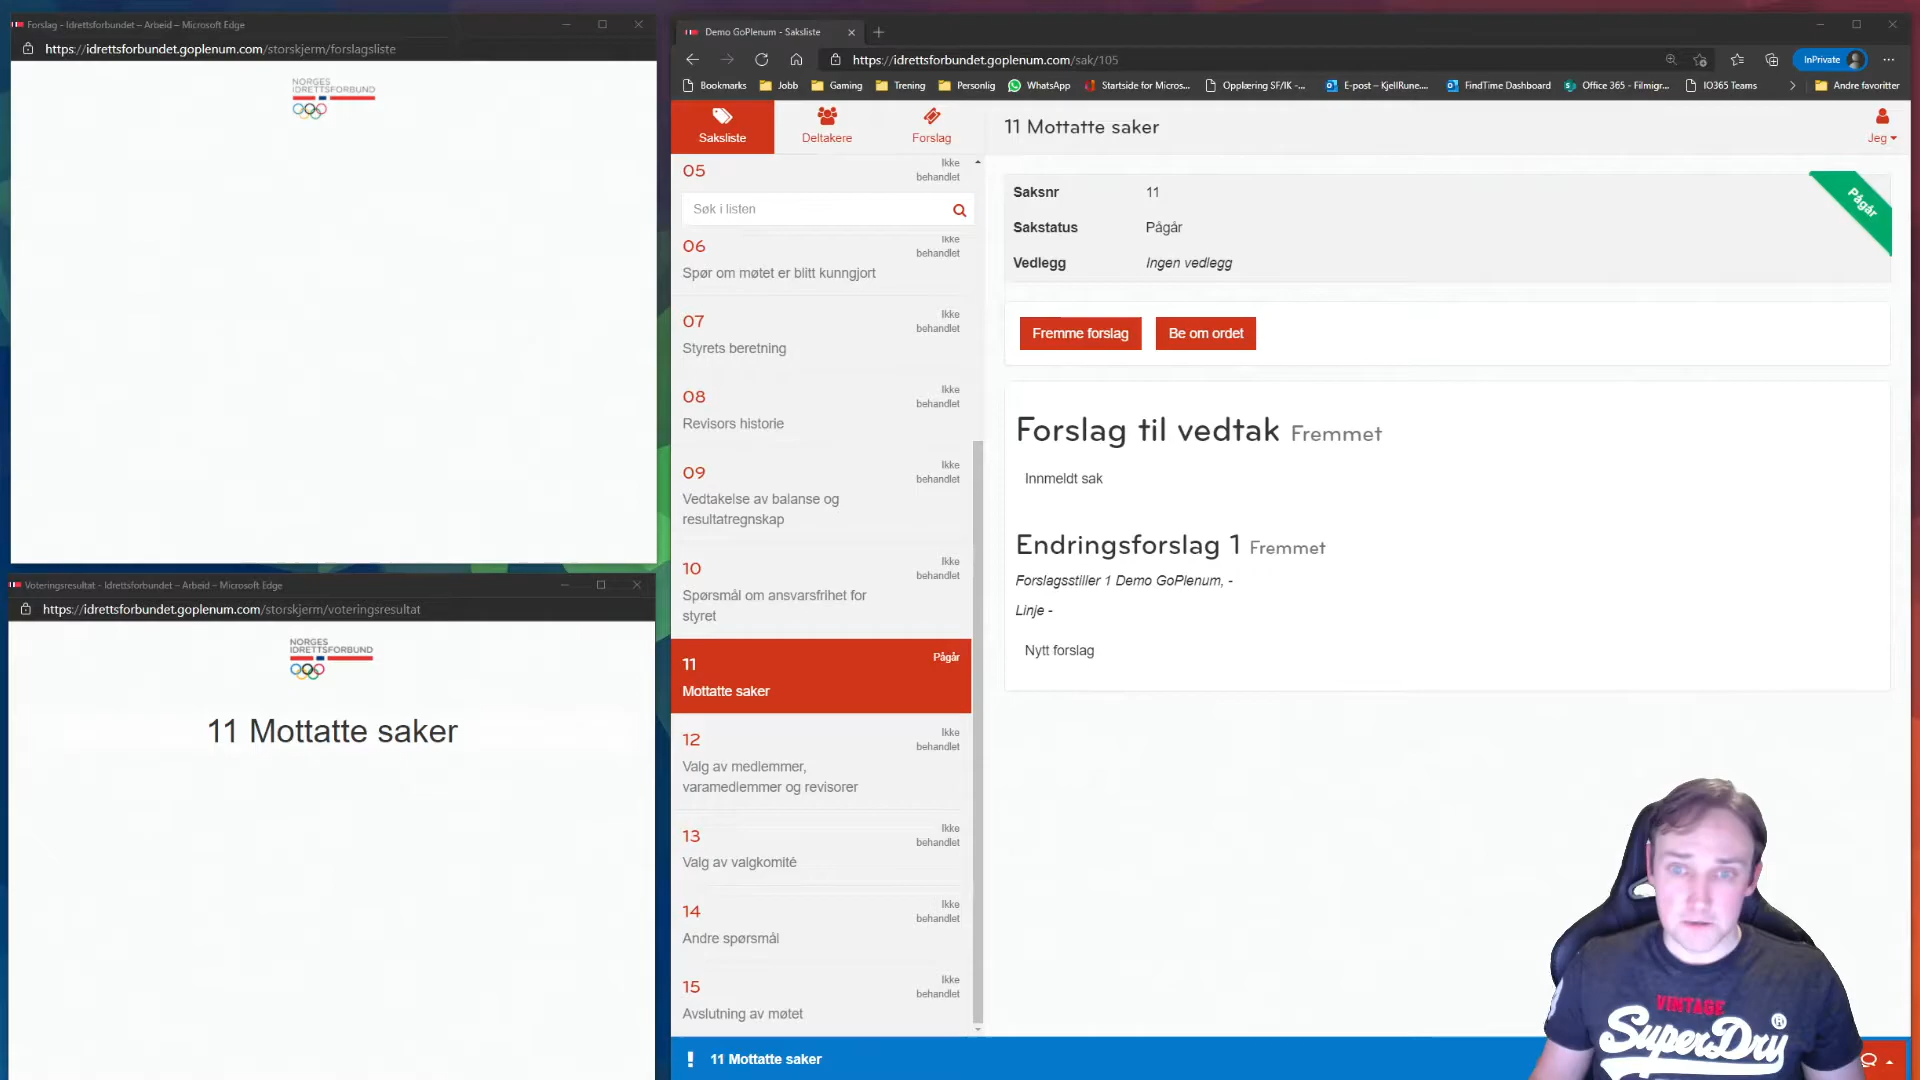 Forslag - Idrettsforbundet – Arbeid – Microsoft Edge
https://idrettsforbundet.goplenum.com/storskjerm/forslagsliste
NORGES
IDRETTSFORBUND
Voteringsresultat - Idrettsforbundet – Arbeid – Microsoft Edge
https://idrettsforbundet.goplenum.com/storskjerm/voteringsresultat
NORGES
IDRETTSFORBUND
11 Mottatte saker
Demo GoPlenum - Saksliste
https://idrettsforbundet.goplenum.com/sak/105
InPrivate
Bookmarks
Jobb
Gaming
Trening
Personlig
WhatsApp
Startside for Micros...
Opplæring SF/IK -...
E-post – KjellRune....
FindTime Dashboard
Office 365 - Filmigr...
IO365 Teams
Andre favoritter
Saksliste
Deltakere
Forslag
05
Ikke behandlet
Søk i listen
06
Ikke behandlet
Spør om møtet er blitt kunngjort
07
Ikke behandlet
Styrets beretning
08
Ikke behandlet
Revisors historie
09
Ikke behandlet
Vedtakelse av balanse og
resultatregnskap
10
Ikke behandlet
Spørsmål om ansvarsfrihet for
styret
11
Pågår
Mottatte saker
12
Ikke behandlet
Valg av medlemmer,
varamedlemmer og revisorer
13
Ikke behandlet
Valg av valgkomité
14
Ikke behandlet
Andre spørsmål
15
Ikke behandlet
Avslutning av møtet
11 Mottatte saker
Jeg
Saksnr 11
Sakstatus Pågår
Vedlegg Ingen vedlegg
Pågår
Fremme forslag
Be om ordet
Forslag til vedtak Fremmet
Innmeldt sak
Endringsforslag 1 Fremmet
Forslagsstiller 1 Demo GoPlenum, -
Linje -
Nytt forslag
11 Mottatte saker
VINTAGE
SuperDry